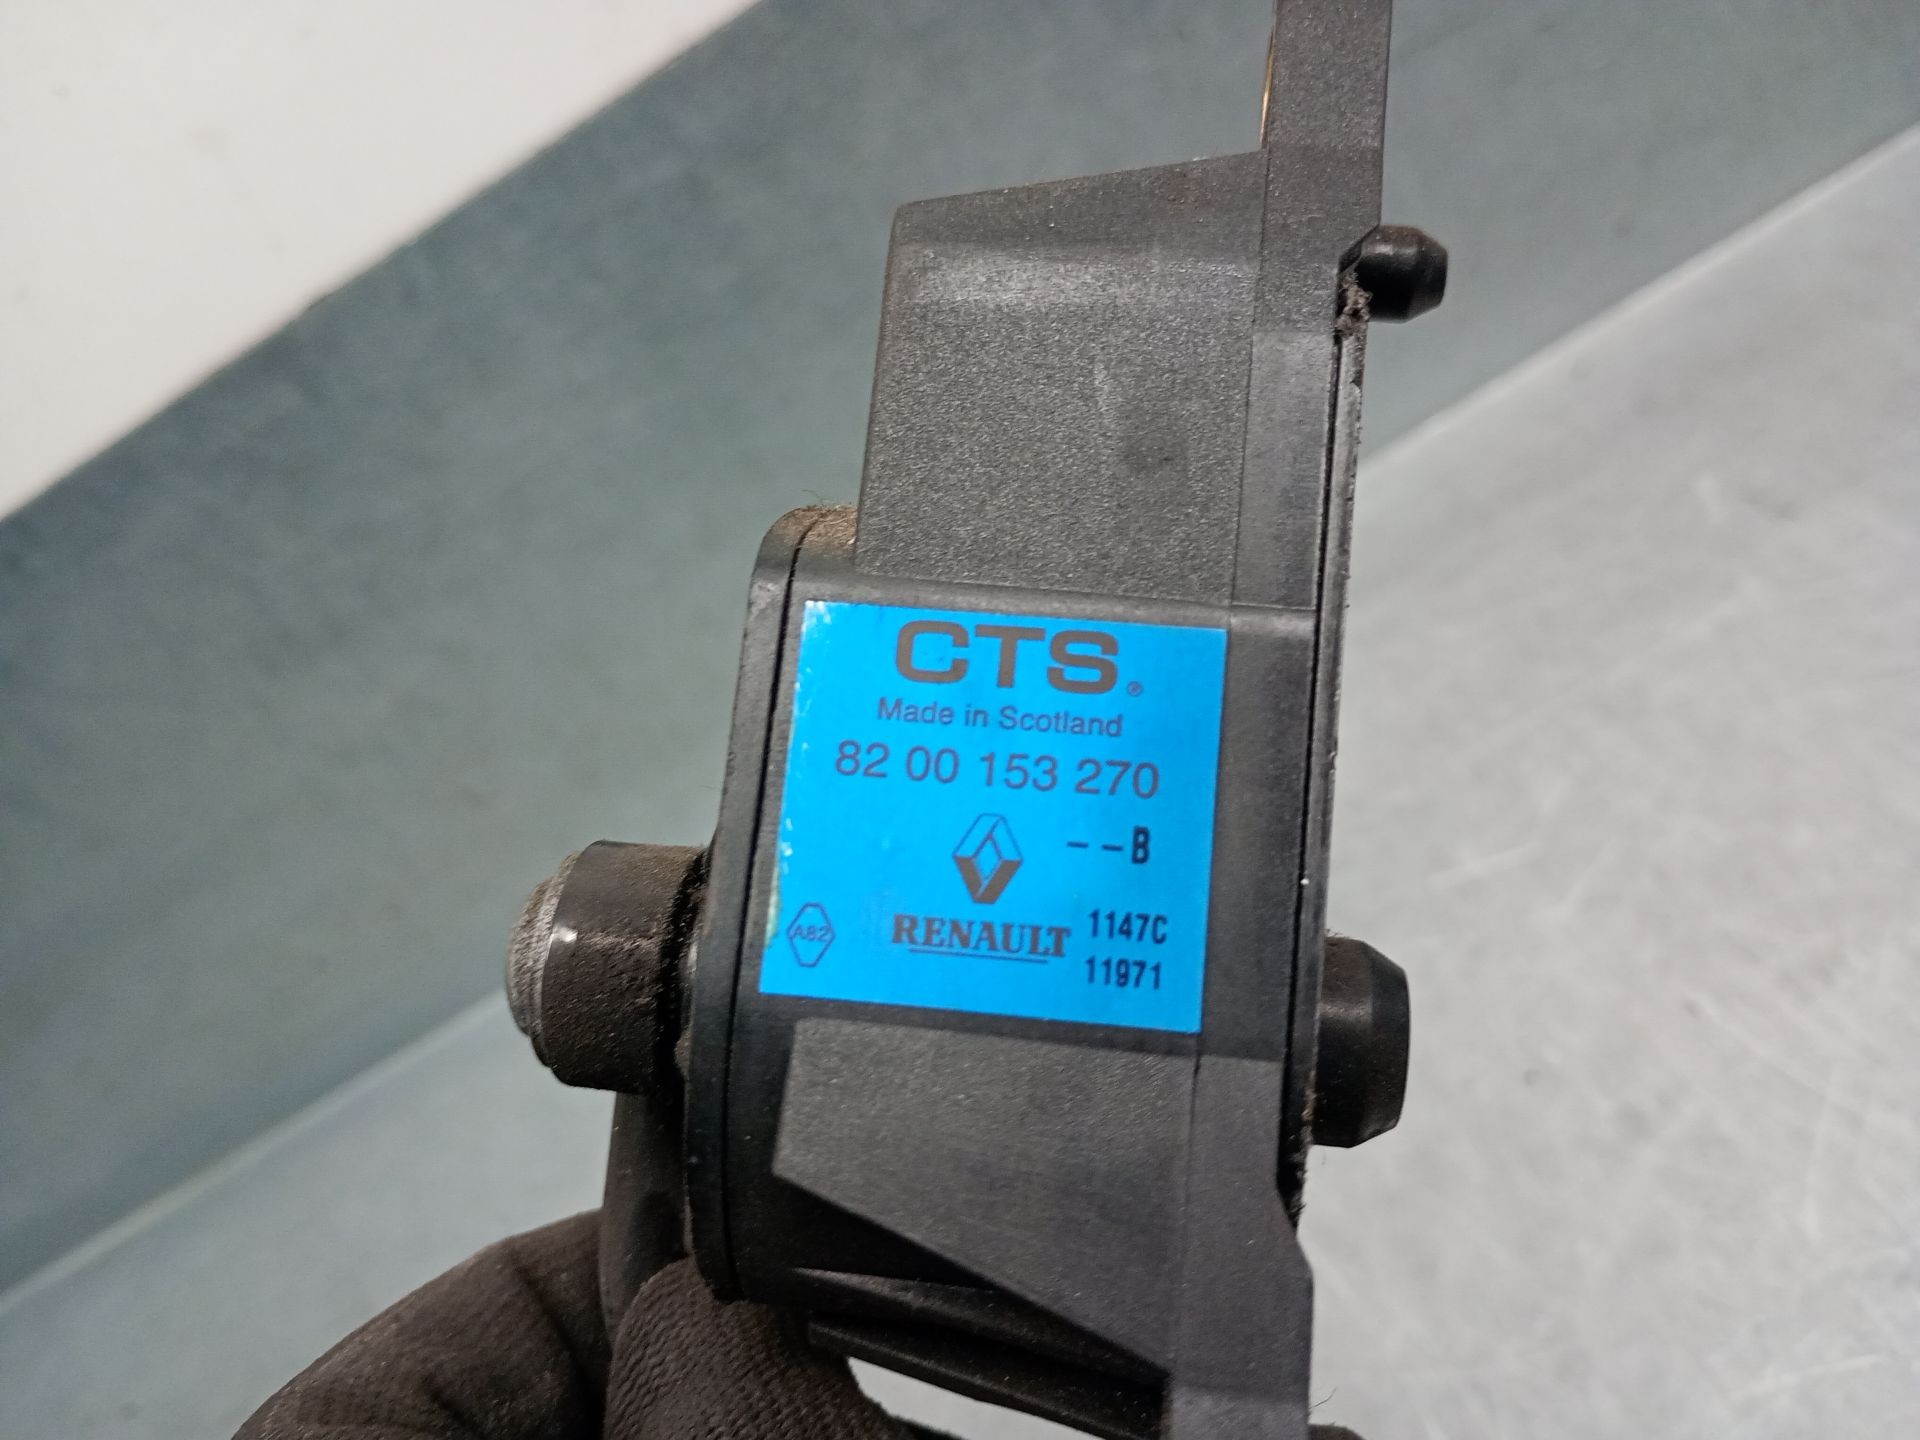 CTS®
Made in Scotland
82 00 153 270
--B
A82
RENAULT
1147C
11971